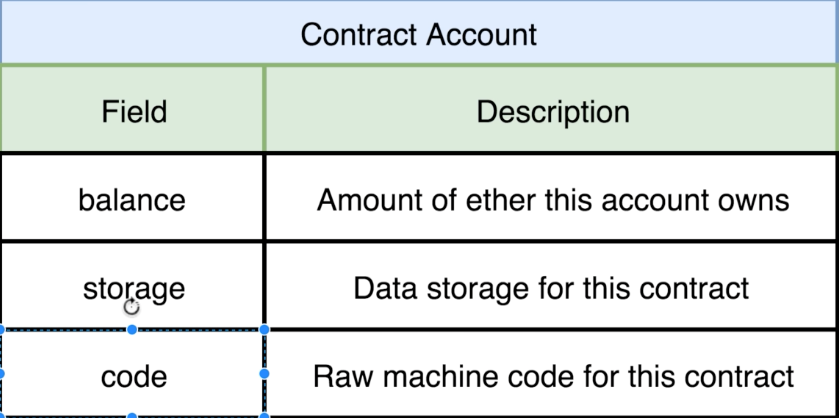 Contract Account
Field Description
balance Amount of ether this account owns
storage Data storage for this contract
code Raw machine code for this contract